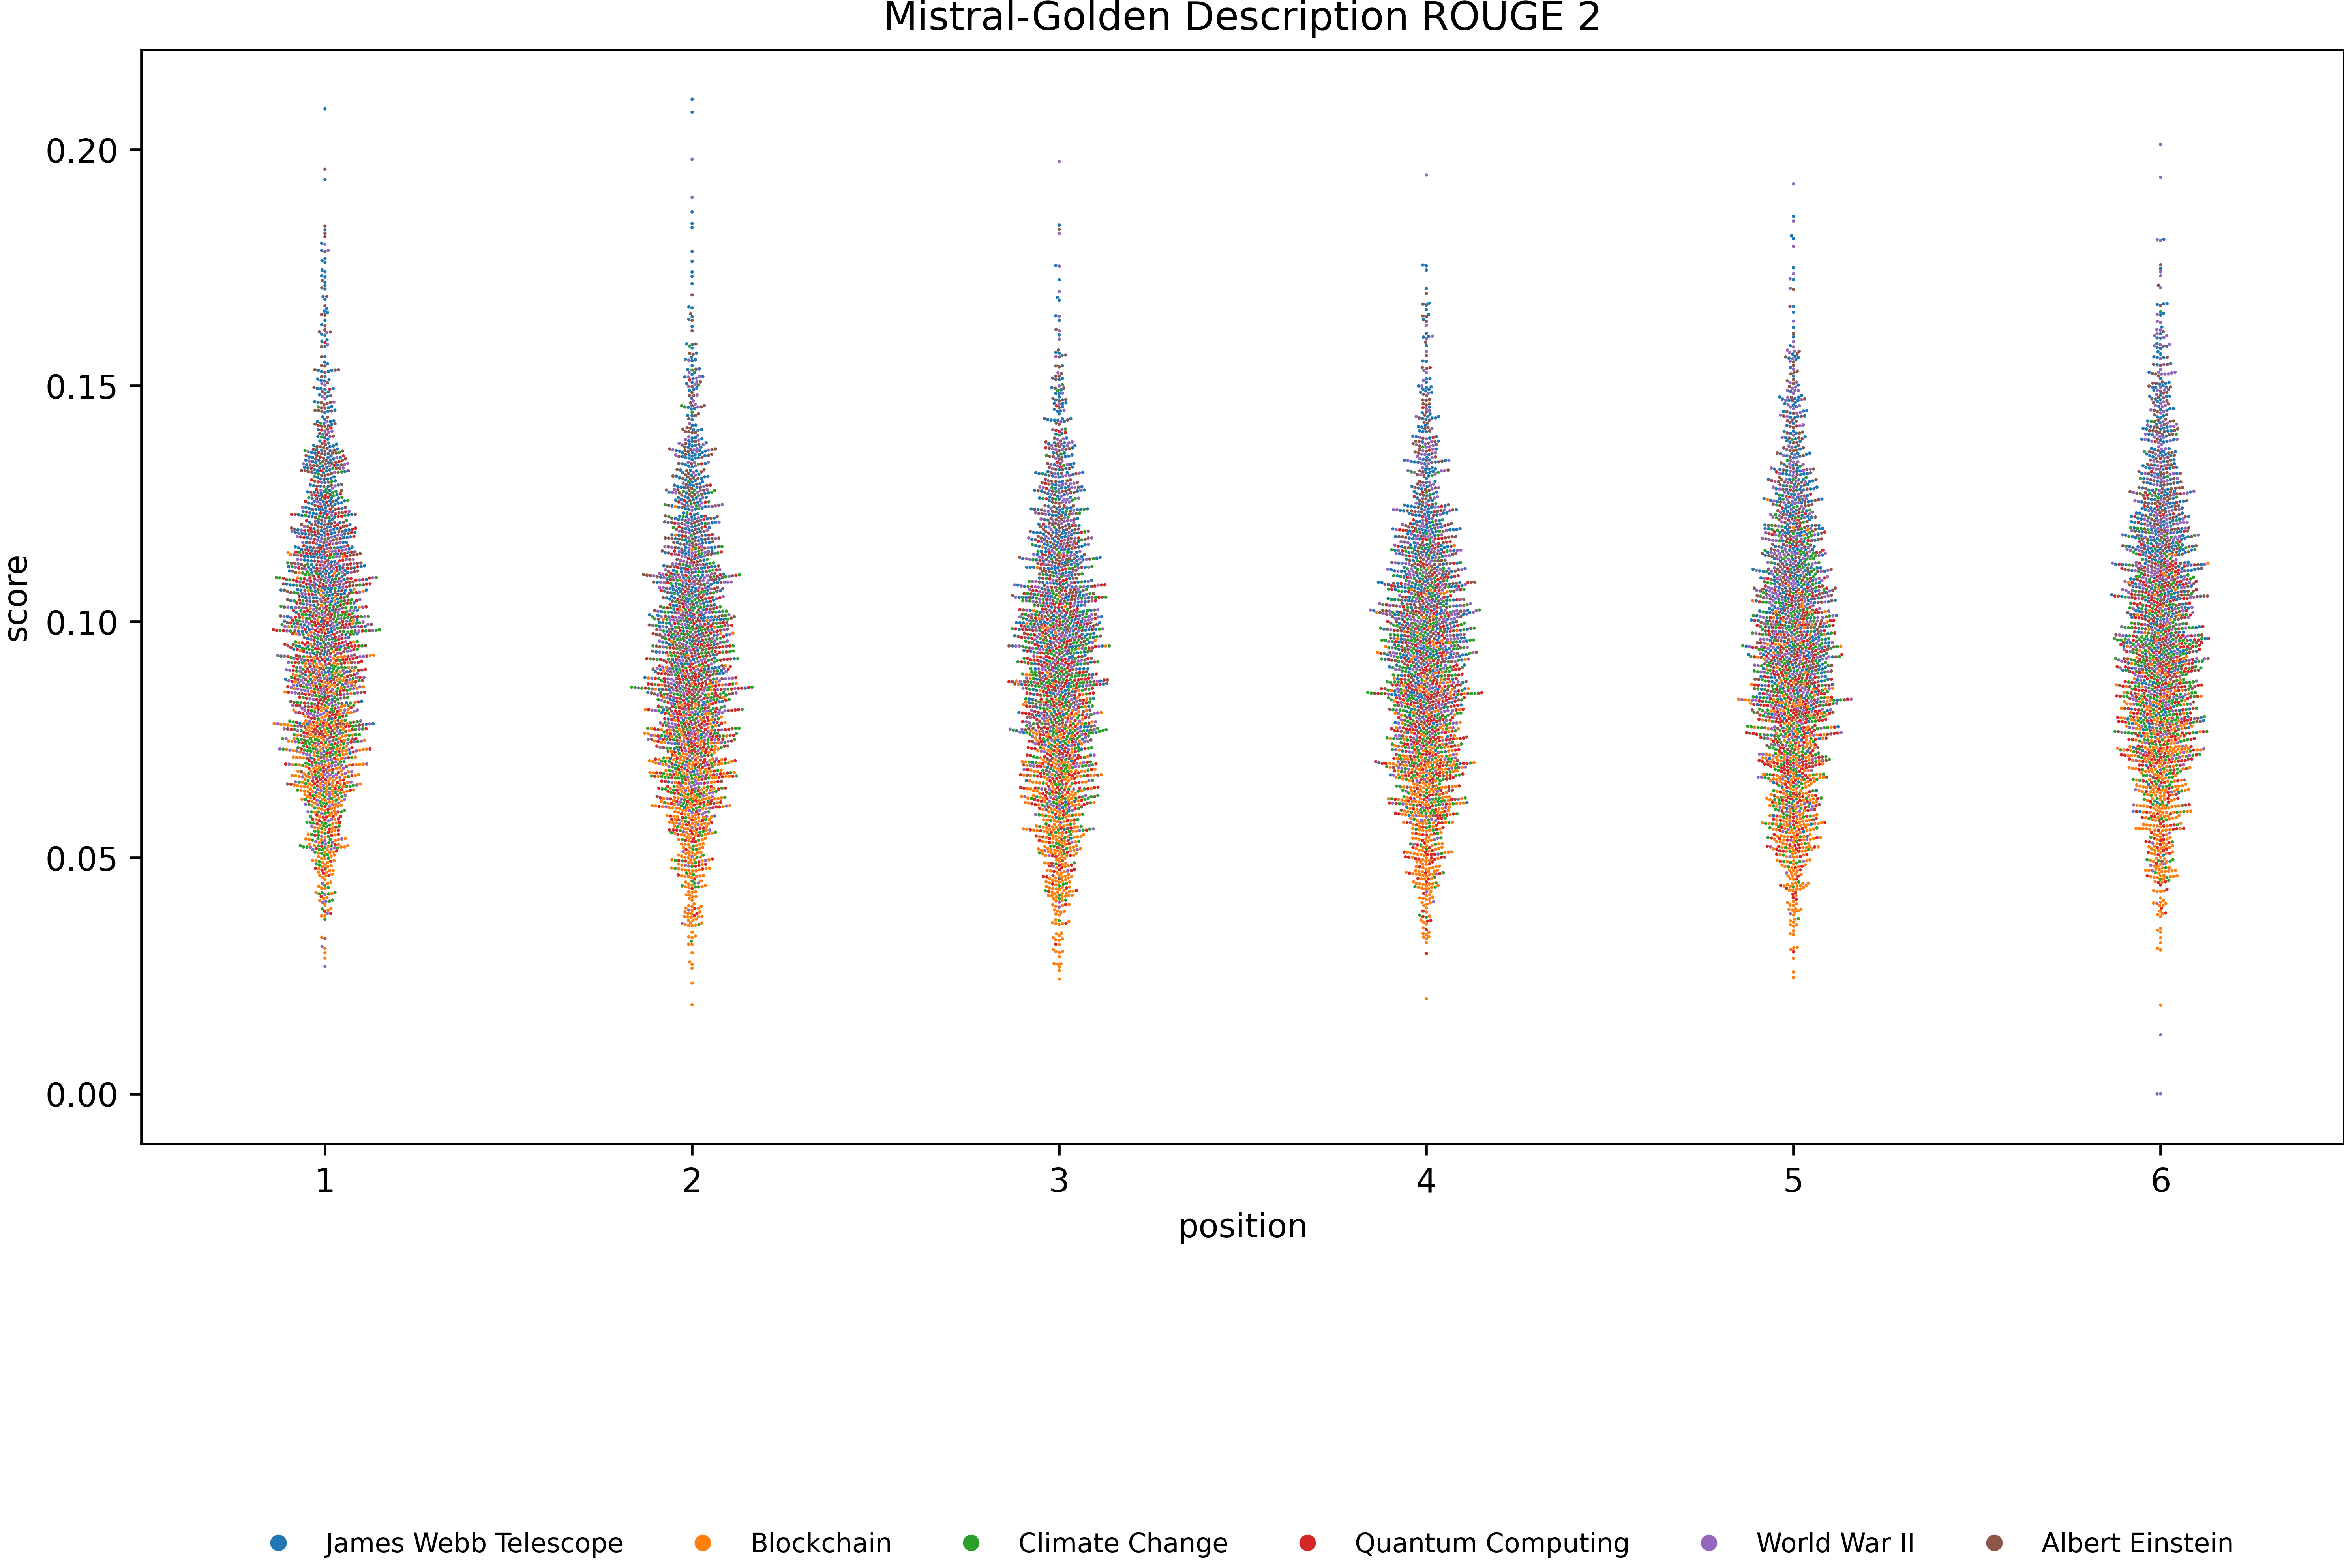 Mistral-Golden Description ROUGE 2
score
0.20
0.15
0.10
0.05
0.00
1 2 3 4 5 6
position
James Webb Telescope Blockchain Climate Change Quantum Computing World War II Albert Einstein